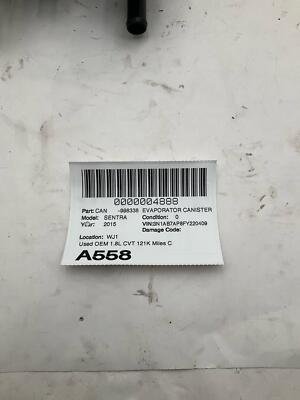 0000004888
Part: CAN -998338 EVAPORATOR CANISTER
Model: SENTRA Condition: 0
Year: 2015 VIN:3N1AB7AP8FY220409
Damage Code:
Location: WJ1
Used OEM 1.8L CVT 121K Miles C
A558